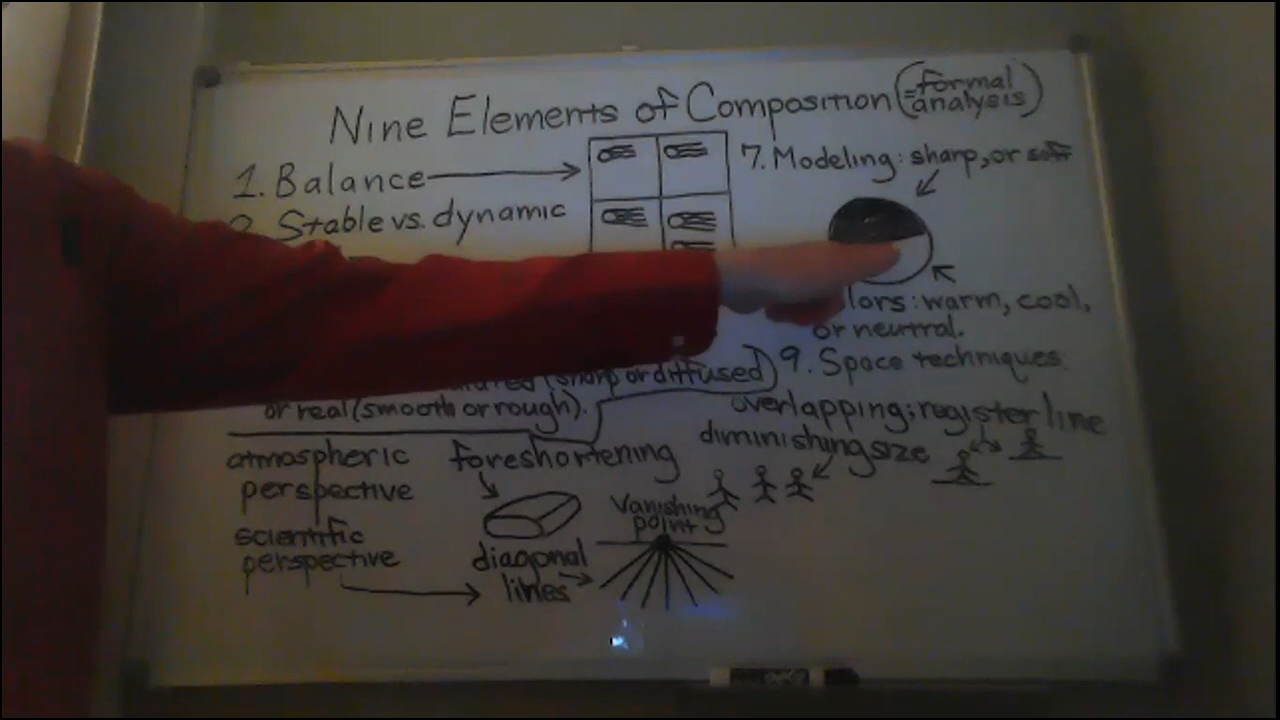 Nine Elements of Composition (=formal analysis)
1. Balance
2. Stable vs. dynamic
(sharp or diffused)
or real (smooth or rough).
7. Modeling: sharp, or soft
lors: warm, cool,
or neutral.
9. Space techniques
overlapping; register line
diminishing size
atmospheric
perspective
scientific
perspective
foreshortening
diagonal
lines
Vanishing
point